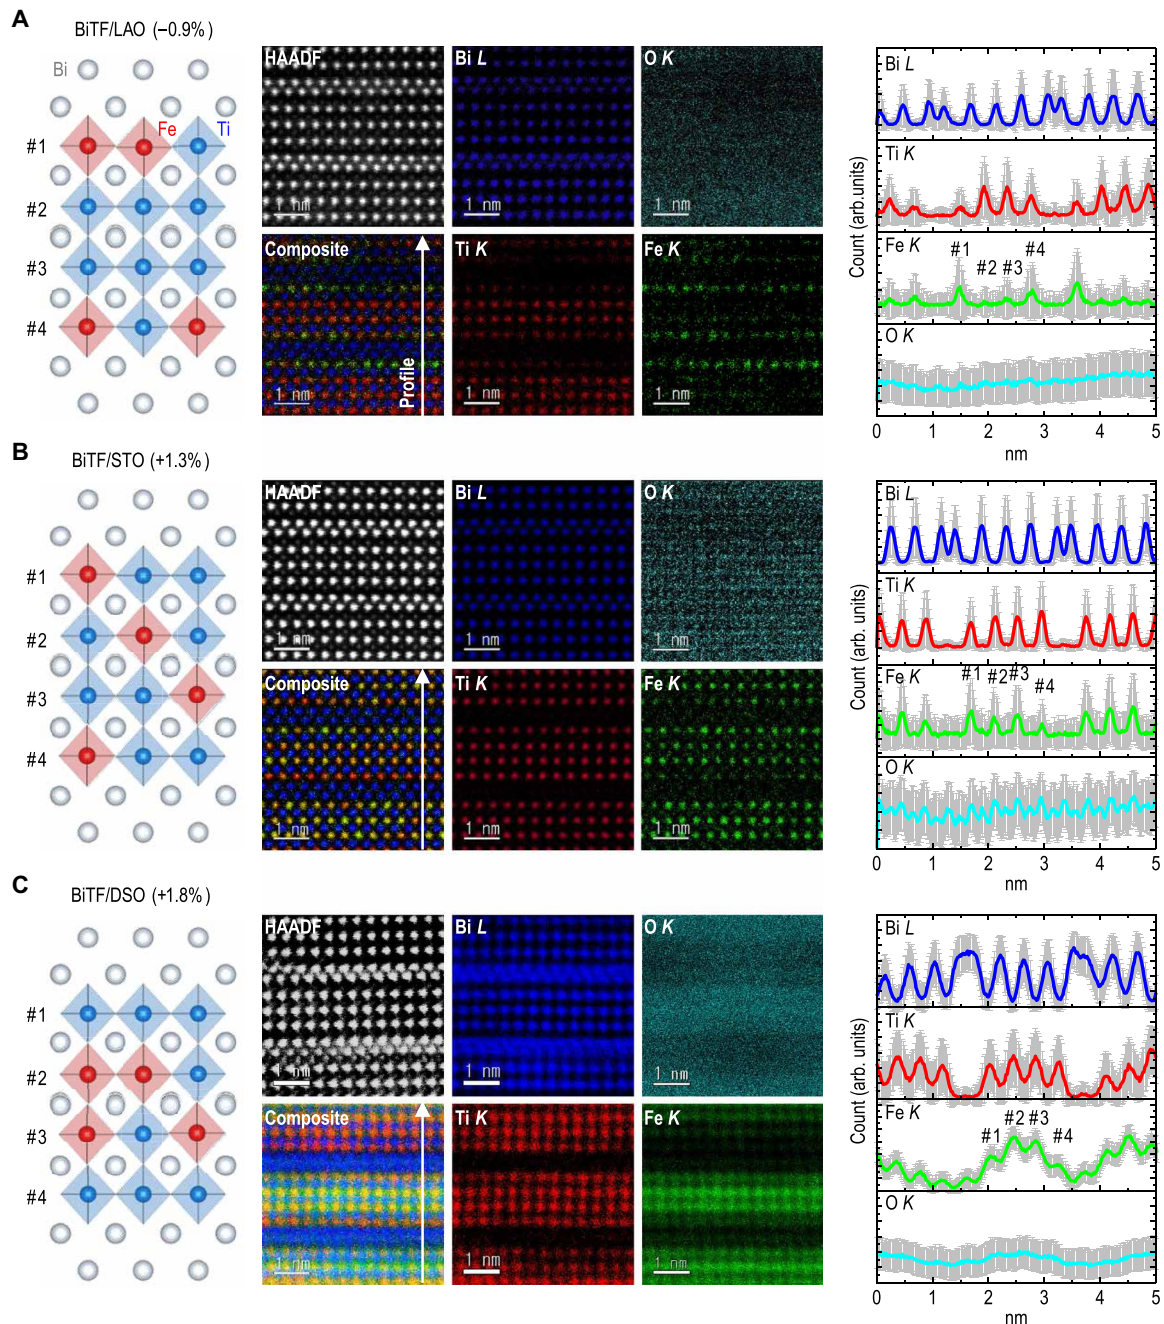 A
BiTF/LAO (–0.9%)
Bi
Fe
Ti
#1
#2
#3
#4
HAADF
1 nm
Bi L
1 nm
O K
1 nm
Composite
1 nm
Profile
Ti K
1 nm
Fe K
1 nm
Count (arb.units)
Bi L
Ti K
Fe K
#1
#2
#3
#4
O K
0 1 2 3 4 5
nm
B
BiTF/STO (+1.3%)
#1
#2
#3
#4
HAADF
1 nm
Bi L
1 nm
O K
1 nm
Composite
1 nm
Ti K
1 nm
Fe K
1 nm
Count (arb. units)
Bi L
Ti K
Fe K
#1
#2
#3
#4
O K
0 1 2 3 4 5
nm
C
BiTF/DSO (+1.8%)
#1
#2
#3
#4
HAADF
1 nm
Bi L
1 nm
O K
1 nm
Composite
1 nm
Ti K
1 nm
Fe K
1 nm
Count (arb. units)
Bi L
Ti K
Fe K
#1
#2
#3
#4
O K
0 1 2 3 4 5
nm